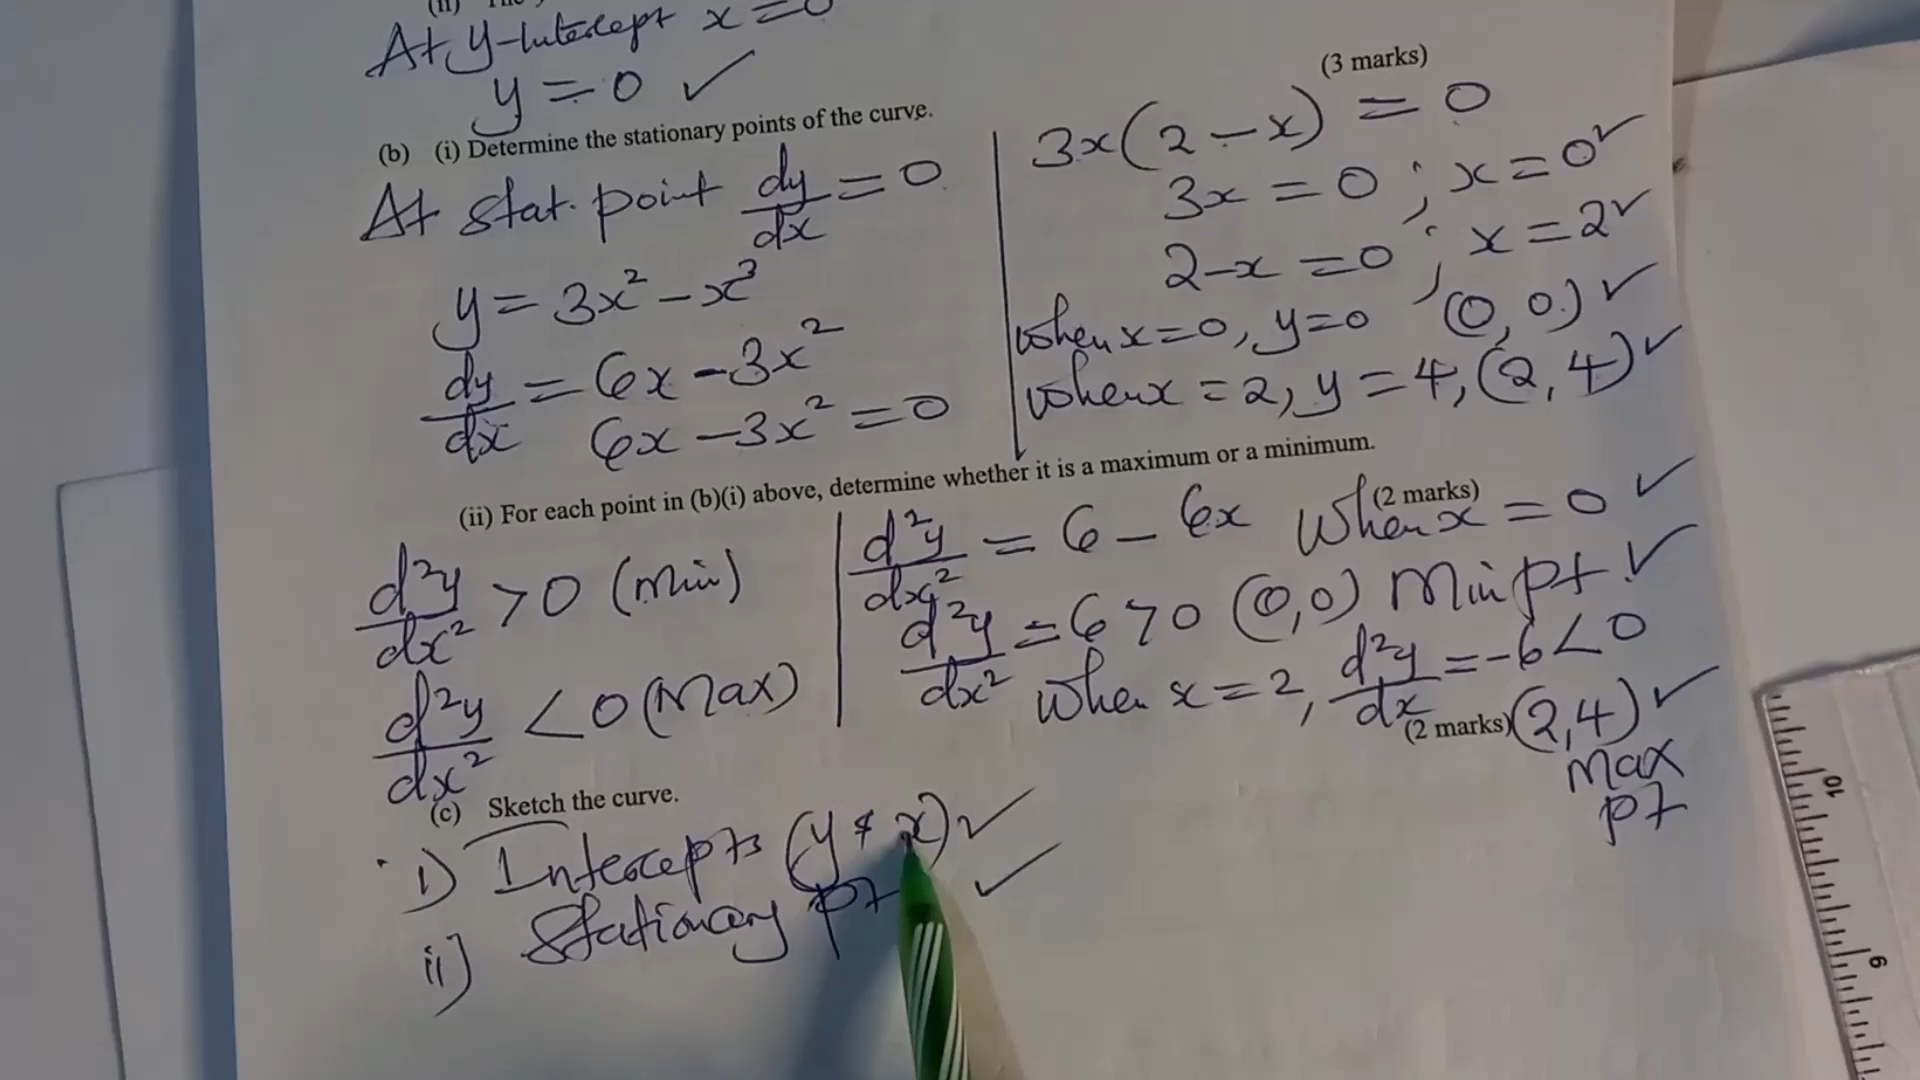 At y-Intercept x = 0
y = 0 ✓
(3 marks)
(b) (i) Determine the stationary points of the curve.
At stat. point dy/dx = 0
y = 3x² - x³
dy/dx = 6x - 3x²
6x - 3x² = 0
3x(2 - x) = 0
3x = 0 ; x = 0 ✓
2 - x = 0 ; x = 2 ✓
when x = 0, y = 0 (0, 0) ✓
when x = 2, y = 4, (2, 4) ✓
(ii) For each point in (b)(i) above, determine whether it is a maximum or a minimum.
(2 marks)
d²y/dx² > 0 (Min)
d²y/dx² < 0 (Max)
d²y/dx² = 6 - 6x When x = 0 ✓
d²y/dx² = 6 > 0 (0,0) Min pt ✓
when x = 2, d²y/dx = -6 < 0
(2 marks) (2,4) ✓
Max
pt
(c) Sketch the curve.
i) Intercepts (y & x) ✓
ii) Stationary pt ✓
10
9